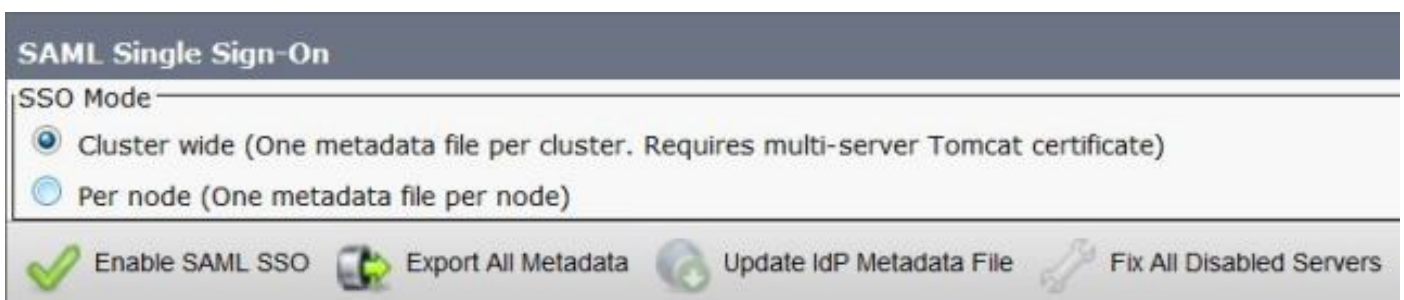 SAML Single Sign-On
SSO Mode
Cluster wide (One metadata file per cluster. Requires multi-server Tomcat certificate)
Per node (One metadata file per node)
Enable SAML SSO Export All Metadata Update IdP Metadata File Fix All Disabled Servers